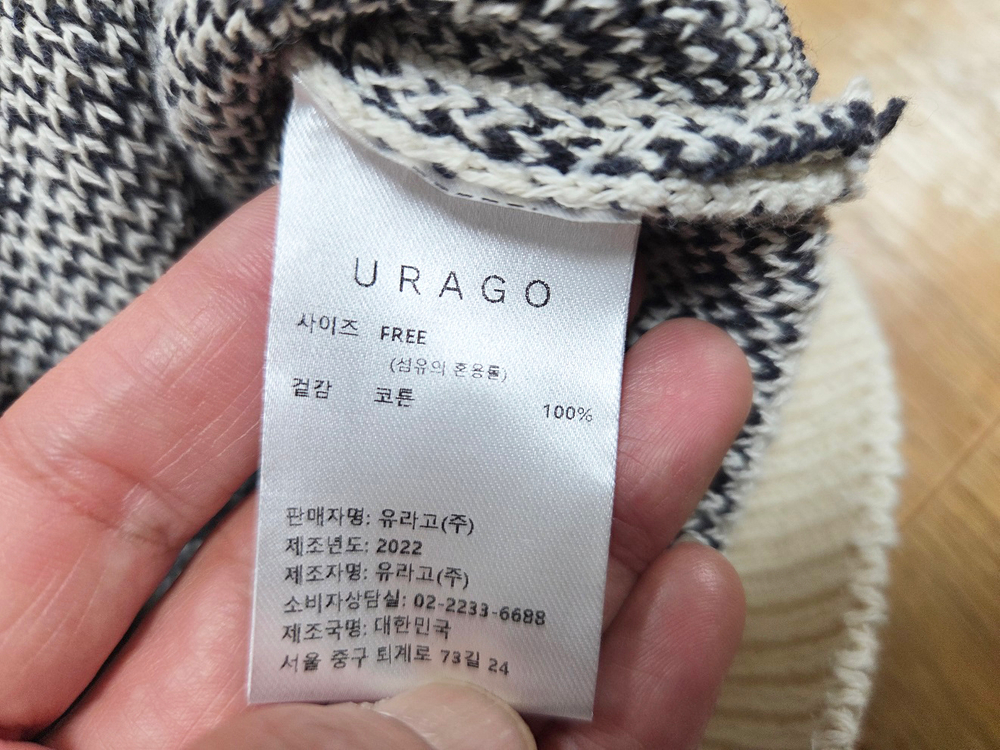 URAGO
사이즈 FREE
(섬유의 혼용률)
겉감 코튼 100%
판매자명: 유라고(주)
제조년도: 2022
제조자명: 유라고(주)
소비자상담실: 02-2233-6688
제조국명: 대한민국
서울 중구 퇴계로 73길 24